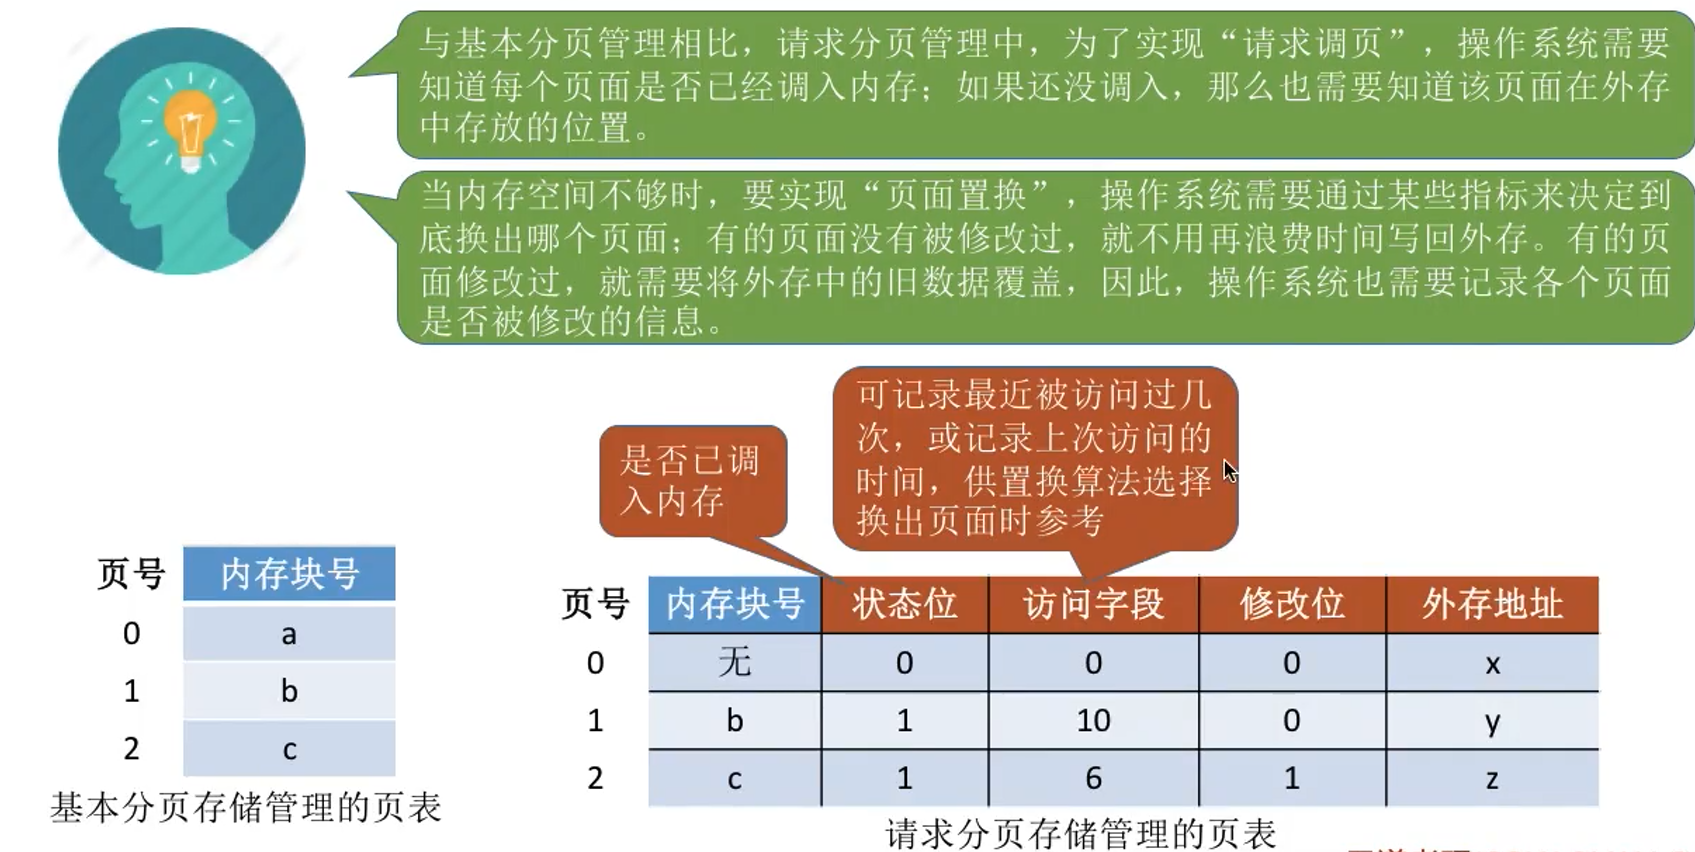 与基本分页管理相比，请求分页管理中，为了实现“请求调页”，操作系统需要
知道每个页面是否已经调入内存；如果还没调入，那么也需要知道该页面在外存
中存放的位置。
当内存空间不够时，要实现“页面置换”，操作系统需要通过某些指标来决定到
底换出哪个页面；有的页面没有被修改过，就不用再浪费时间写回外存。有的页
面修改过，就需要将外存中的旧数据覆盖，因此，操作系统也需要记录各个页面
是否被修改的信息。
可记录最近被访问过几
次，或记录上次访问的
时间，供置换算法选择
换出页面时参考
是否已调
入内存
页号 内存块号
0 a
1 b
2 c
基本分页存储管理的页表
页号 内存块号 状态位 访问字段 修改位 外存地址
0 无 0 0 0 x
1 b 1 10 0 y
2 c 1 6 1 z
请求分页存储管理的页表